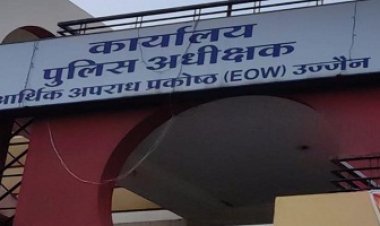 कार्यालय
पुलिस अधीक्षक
आर्थिक अपराध प्रकोष्ठ (EOW) उज्जैन